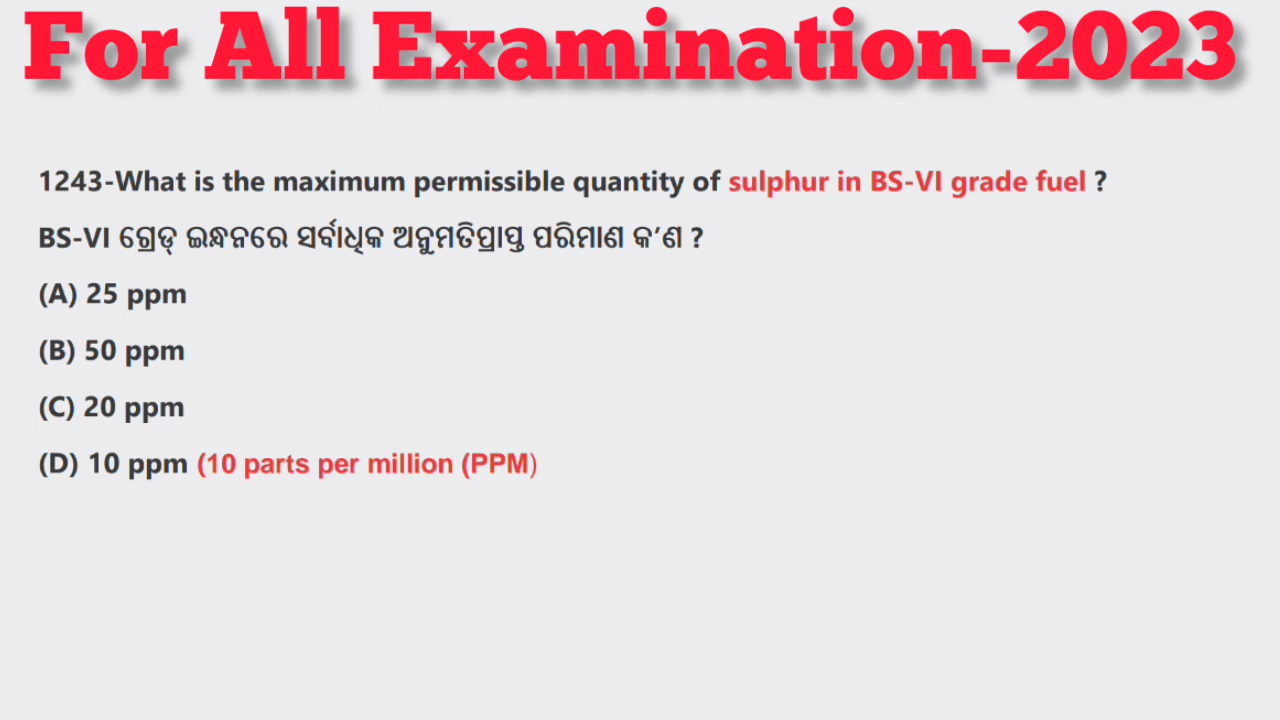 For All Examination-2023
1243-What is the maximum permissible quantity of sulphur in BS-VI grade fuel ?
BS-VI ଗ୍ରେଡ୍ ଇନ୍ଧନରେ ସର୍ବାଧିକ ଅନୁମତିପ୍ରାପ୍ତ ପରିମାଣ କ’ଣ ?
(A) 25 ppm
(B) 50 ppm
(C) 20 ppm
(D) 10 ppm (10 parts per million (PPM)